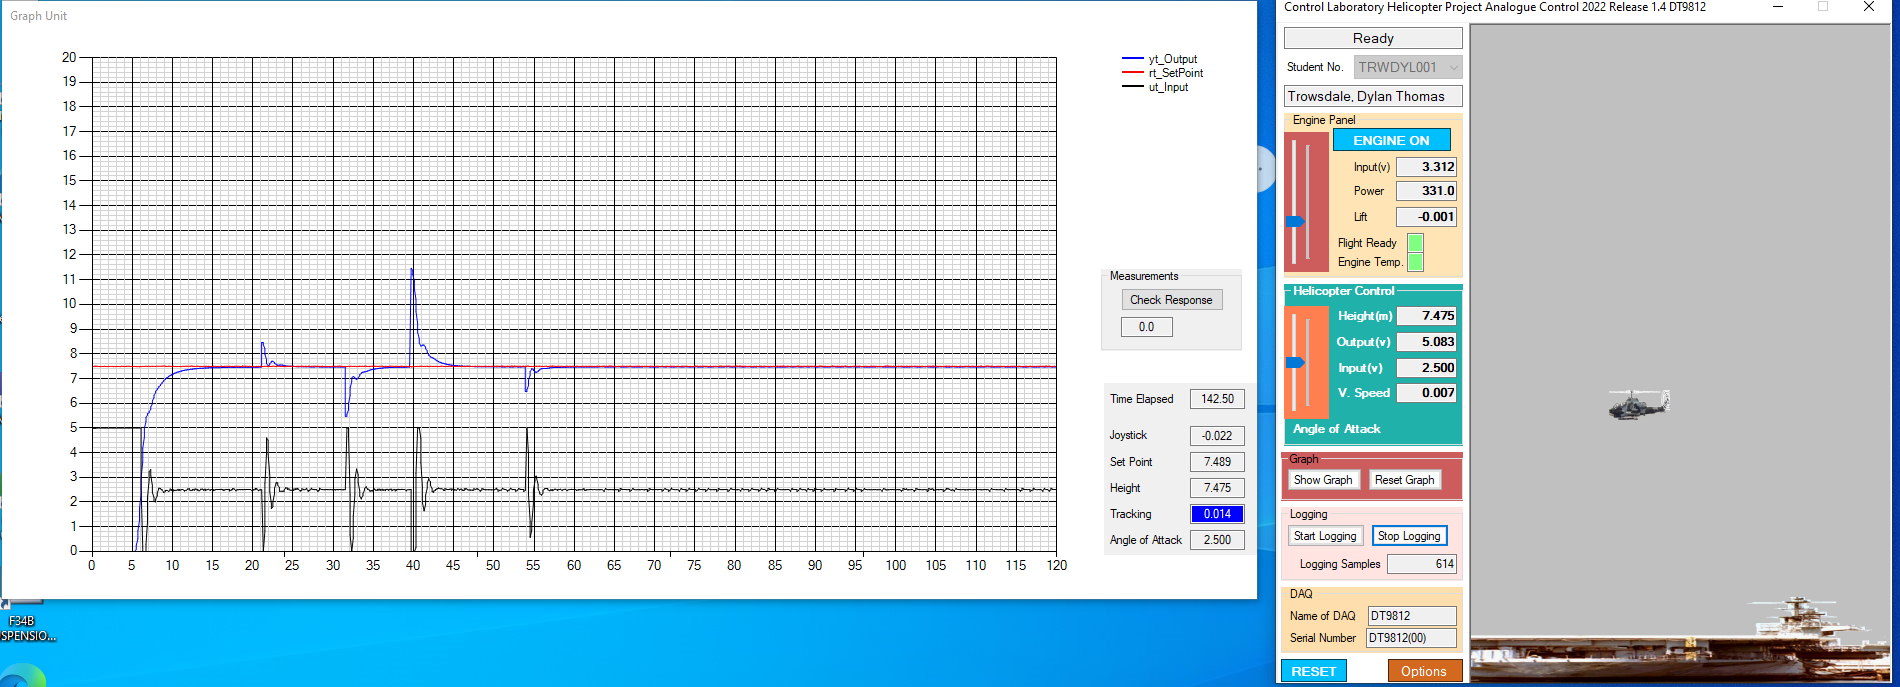 Graph Unit
20
19
18
17
16
15
14
13
12
11
10
9
8
7
6
5
4
3
2
1
0
0 5 10 15 20 25 30 35 40 45 50 55 60 65 70 75 80 85 90 95 100 105 110 115 120
yt_Output
rt_SetPoint
ut_Input
Measurements
Check Response
0.0
Time Elapsed 142.50
Joystick -0.022
Set Point 7.489
Height 7.475
Tracking 0.014
Angle of Attack 2.500
F34B
SPENSIO...
Control Laboratory Helicopter Project Analogue Control 2022 Release 1.4 DT9812
Ready
Student No. TRWDYL001
Trowsdale, Dylan Thomas
Engine Panel
ENGINE ON
Input(v) 3.312
Power 331.0
Lift -0.001
Flight Ready
Engine Temp.
Helicopter Control
Height(m) 7.475
Output(v) 5.083
Input(v) 2.500
V. Speed 0.007
Angle of Attack
Graph
Show Graph Reset Graph
Logging
Start Logging Stop Logging
Logging Samples 614
DAQ
Name of DAQ DT9812
Serial Number DT9812(00)
RESET Options